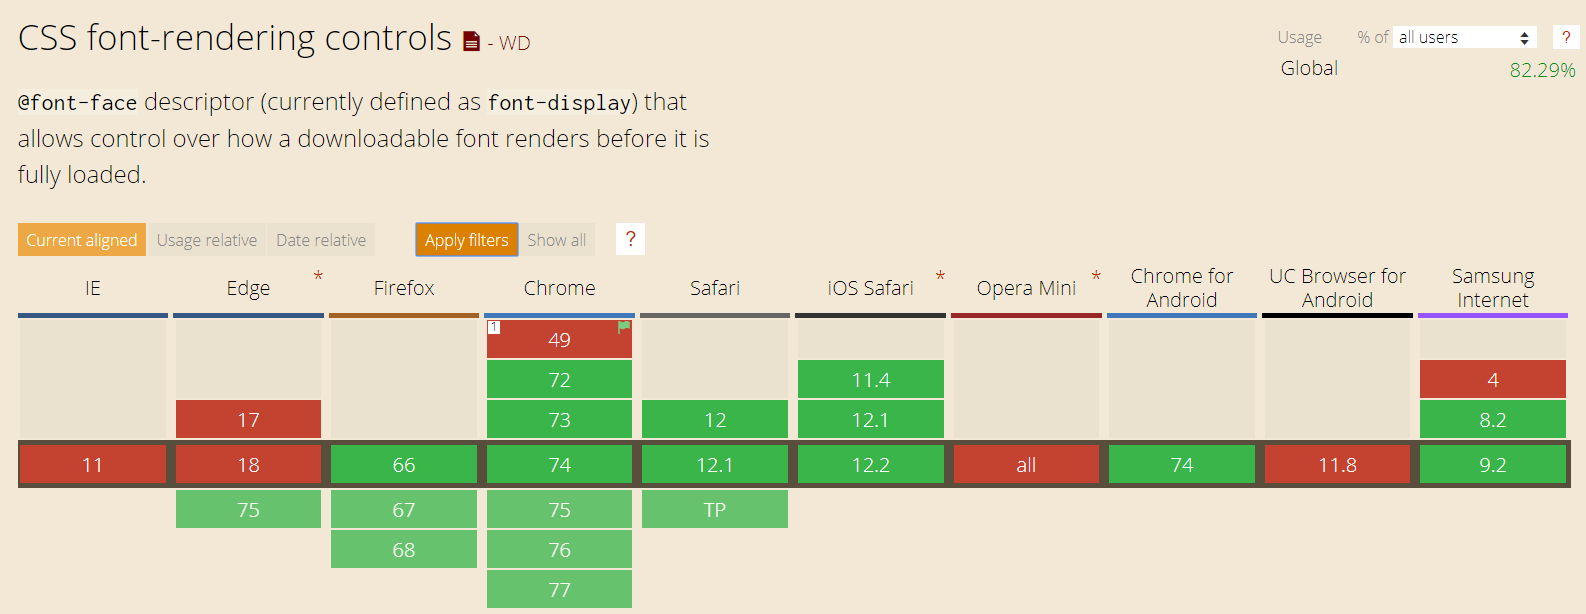 CSS font-rendering controls - WD
Usage % of all users ?
Global 82.29%
@font-face descriptor (currently defined as font-display) that
allows control over how a downloadable font renders before it is
fully loaded.
Current aligned Usage relative Date relative Apply filters Show all ?
IE Edge * Firefox Chrome Safari iOS Safari * Opera Mini * Chrome for Android UC Browser for Android Samsung Internet
1 49
72 11.4 4
17 73 12 12.1 8.2
11 18 66 74 12.1 12.2 all 74 11.8 9.2
75 67 75 TP
68 76
77